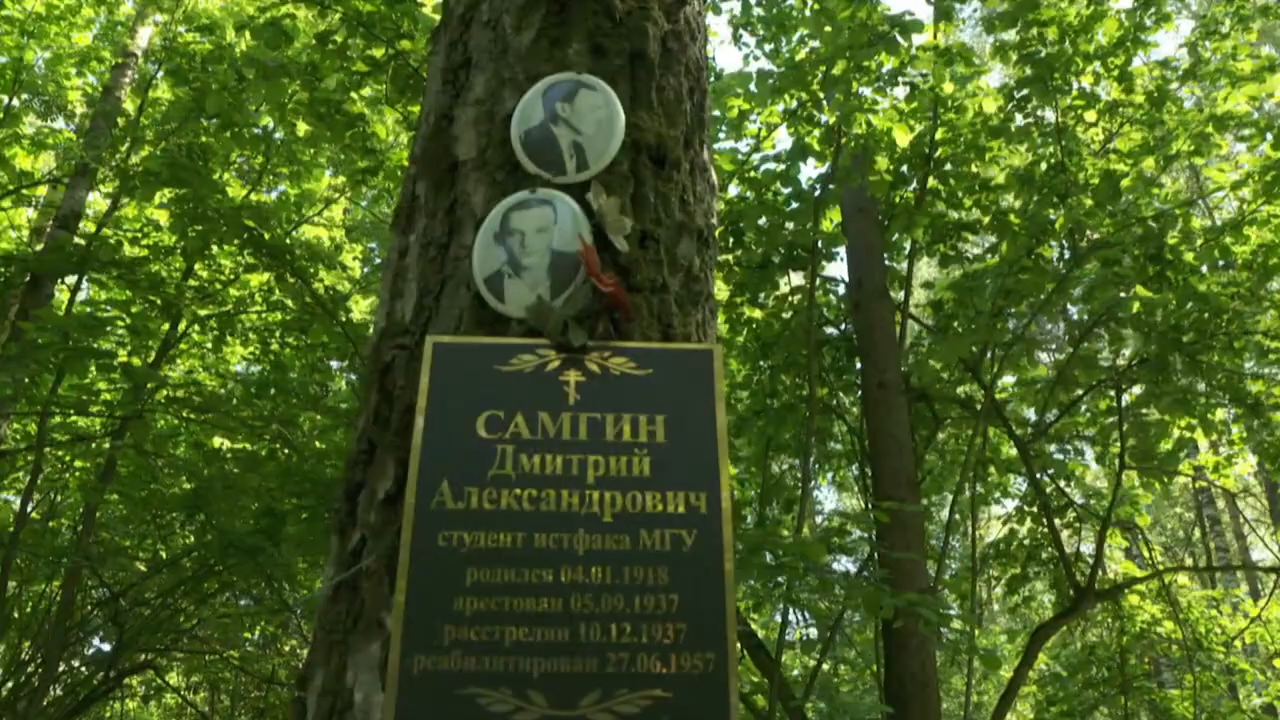 САМГИН
Дмитрий
Александрович
студент истфака МГУ
родился 04.01.1918
арестован 05.09.1937
расстрелян 10.12.1937
реабилитирован 27.06.1957